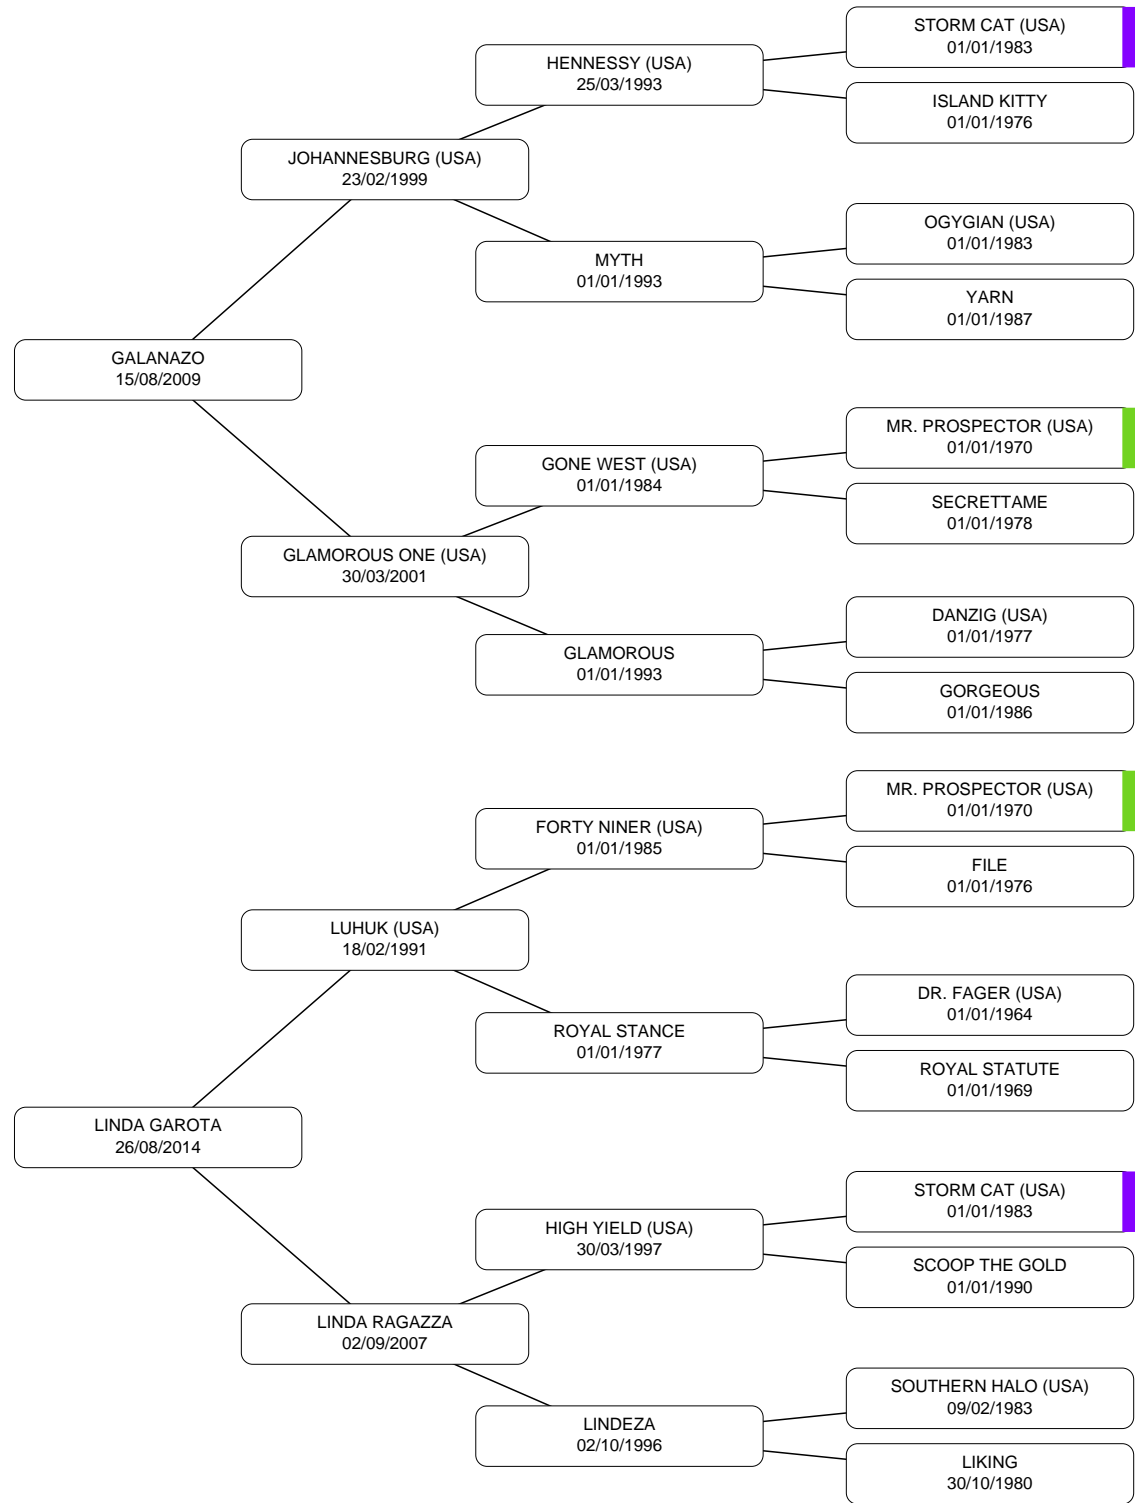 STORM CAT (USA)
01/01/1983
HENNESSY (USA)
25/03/1993
ISLAND KITTY
01/01/1976
JOHANNESBURG (USA)
23/02/1999
OGYGIAN (USA)
01/01/1983
MYTH
01/01/1993
YARN
01/01/1987
GALANAZO
15/08/2009
MR. PROSPECTOR (USA)
01/01/1970
GONE WEST (USA)
01/01/1984
SECRETTAME
01/01/1978
GLAMOROUS ONE (USA)
30/03/2001
DANZIG (USA)
01/01/1977
GLAMOROUS
01/01/1993
GORGEOUS
01/01/1986
MR. PROSPECTOR (USA)
01/01/1970
FORTY NINER (USA)
01/01/1985
FILE
01/01/1976
LUHUK (USA)
18/02/1991
DR. FAGER (USA)
01/01/1964
ROYAL STANCE
01/01/1977
ROYAL STATUTE
01/01/1969
LINDA GAROTA
26/08/2014
STORM CAT (USA)
01/01/1983
HIGH YIELD (USA)
30/03/1997
SCOOP THE GOLD
01/01/1990
LINDA RAGAZZA
02/09/2007
SOUTHERN HALO (USA)
09/02/1983
LINDEZA
02/10/1996
LIKING
30/10/1980